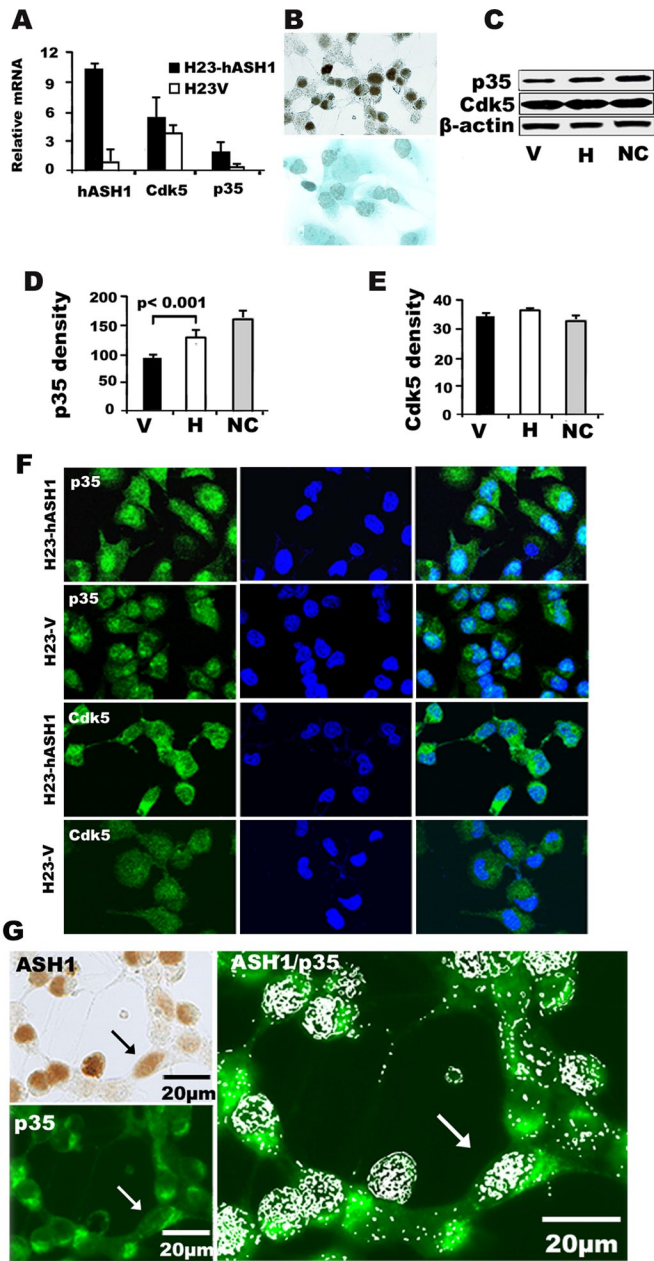 A
Relative mRNA
12
9
6
3
0
H23-hASH1
H23V
hASH1 Cdk5 p35
B
C
p35
Cdk5
β-actin
V H NC
D
p35 density
200
150
100
50
0
p< 0.001
V H NC
E
Cdk5 density
40
30
20
10
0
V H NC
F
H23-hASH1
p35
H23-V
p35
H23-hASH1
Cdk5
H23-V
Cdk5
G
ASH1
20µm
p35
20µm
ASH1/p35
20µm